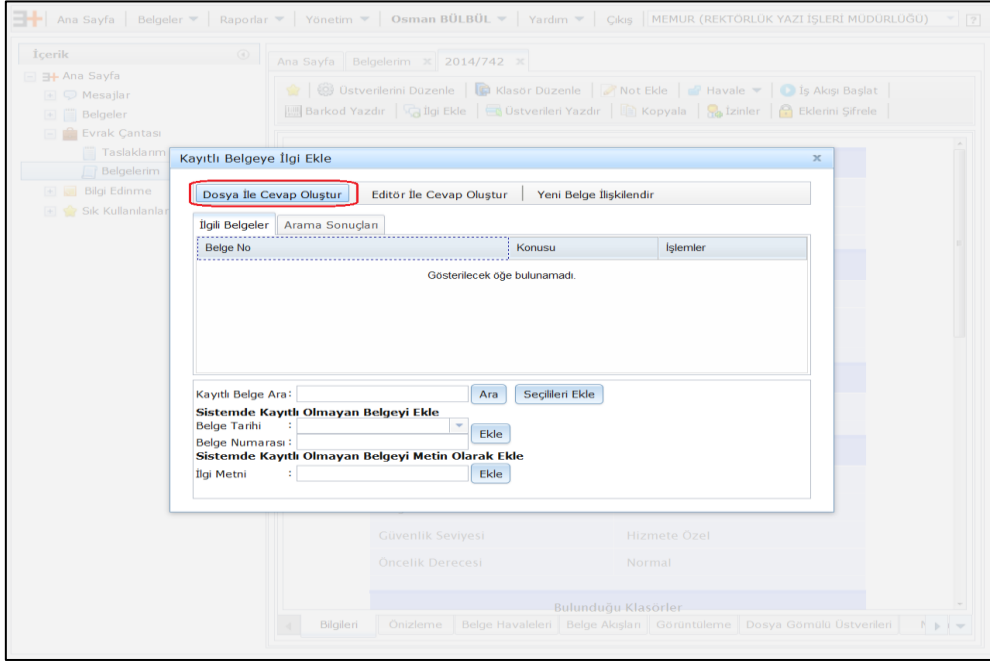 Ana Sayfa Belgeler Raporlar Yönetim Osman BÜLBÜL Yardım Çıkış MEMUR (REKTÖRLÜK YAZI İŞLERİ MÜDÜRLÜĞÜ)
İçerik
Ana Sayfa
Mesajlar
Belgeler
Evrak Çantası
Taslaklarım
Belgelerim
Bilgi Edinme
Sık Kullanılanlar
Ana Sayfa Belgelerim 2014/742
Üstverilerini Düzenle Klasör Düzenle Not Ekle Havale İş Akışı Başlat
Barkod Yazdır İlgi Ekle Üstverileri Yazdır Kopyala İzinler Eklerini Şifrele
Kayıtlı Belgeye İlgi Ekle
Dosya İle Cevap Oluştur Editör İle Cevap Oluştur Yeni Belge İlişkilendir
İlgili Belgeler Arama Sonuçları
Belge No Konusu İşlemler
Gösterilecek öğe bulunamadı.
Kayıtlı Belge Ara: Ara Seçilileri Ekle
Sistemde Kayıtlı Olmayan Belgeyi Ekle
Belge Tarihi :
Belge Numarası : Ekle
Sistemde Kayıtlı Olmayan Belgeyi Metin Olarak Ekle
İlgi Metni : Ekle
Güvenlik Seviyesi Hizmete Özel
Öncelik Derecesi Normal
Bulunduğu Klasörler
Bilgileri Önizleme Belge Havaleleri Belge Akışları Görüntüleme Dosya Gömülü Üstverileri